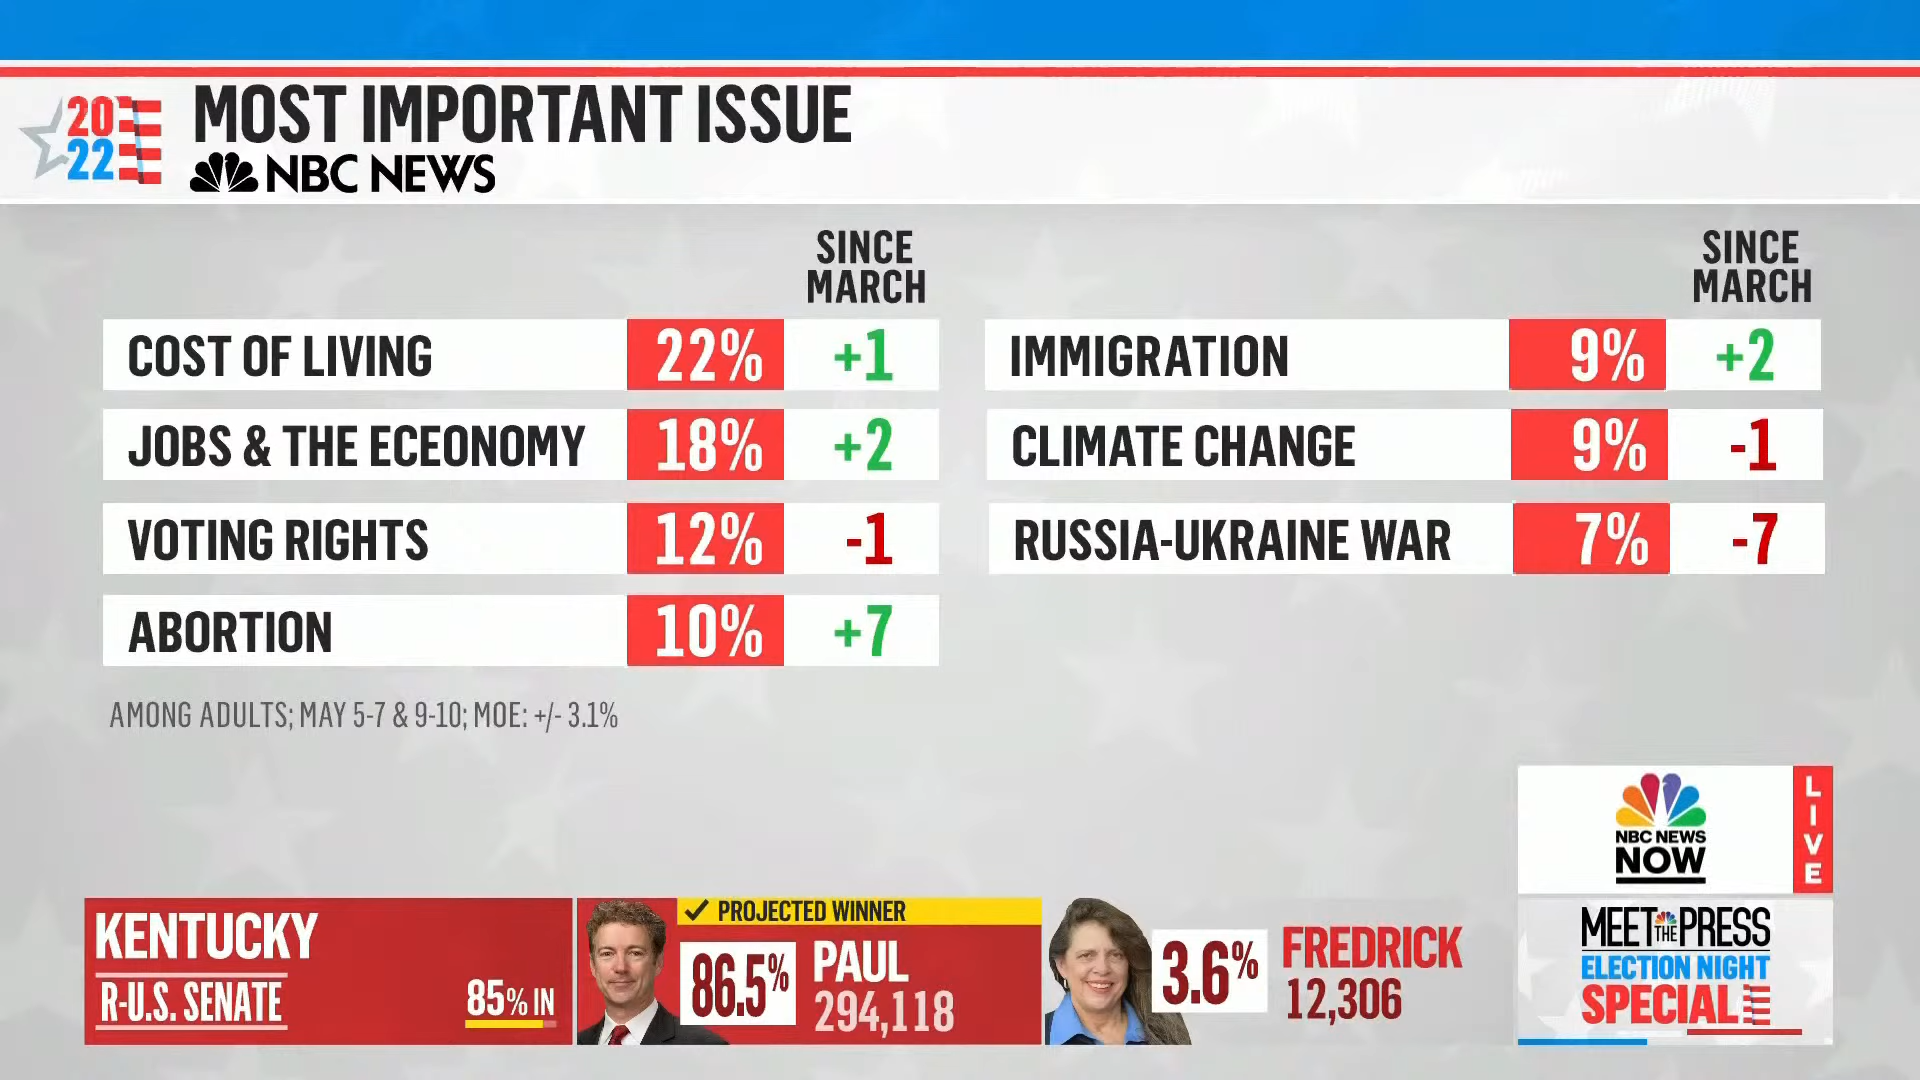 2022
MOST IMPORTANT ISSUE
NBC NEWS
SINCE MARCH
COST OF LIVING 22% +1
JOBS & THE ECEONOMY 18% +2
VOTING RIGHTS 12% -1
ABORTION 10% +7
SINCE MARCH
IMMIGRATION 9% +2
CLIMATE CHANGE 9% -1
RUSSIA-UKRAINE WAR 7% -7
AMONG ADULTS; MAY 5-7 & 9-10; MOE: +/- 3.1%
NBC NEWS
NOW
LIVE
KENTUCKY
R-U.S. SENATE
85% IN
✓ PROJECTED WINNER
86.5% PAUL
294,118
3.6% FREDRICK
12,306
MEET THE PRESS
ELECTION NIGHT
SPECIAL